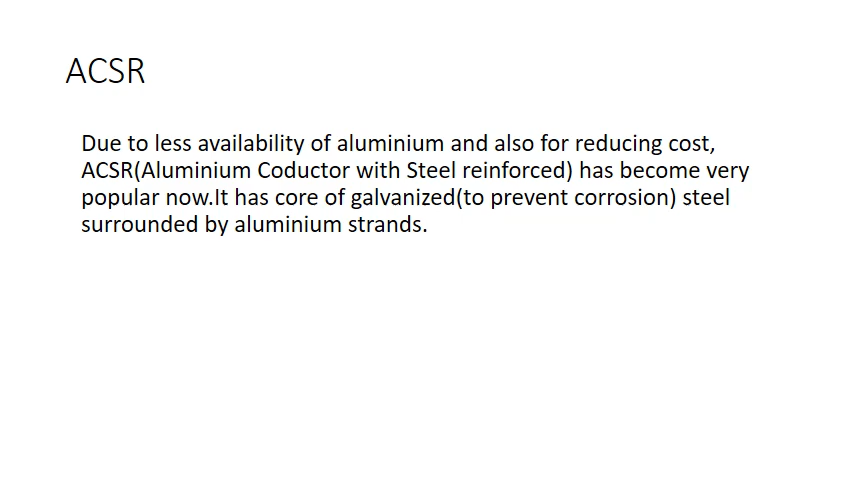 ACSR
Due to less availability of aluminium and also for reducing cost,
ACSR(Aluminium Coductor with Steel reinforced) has become very
popular now.It has core of galvanized(to prevent corrosion) steel
surrounded by aluminium strands.